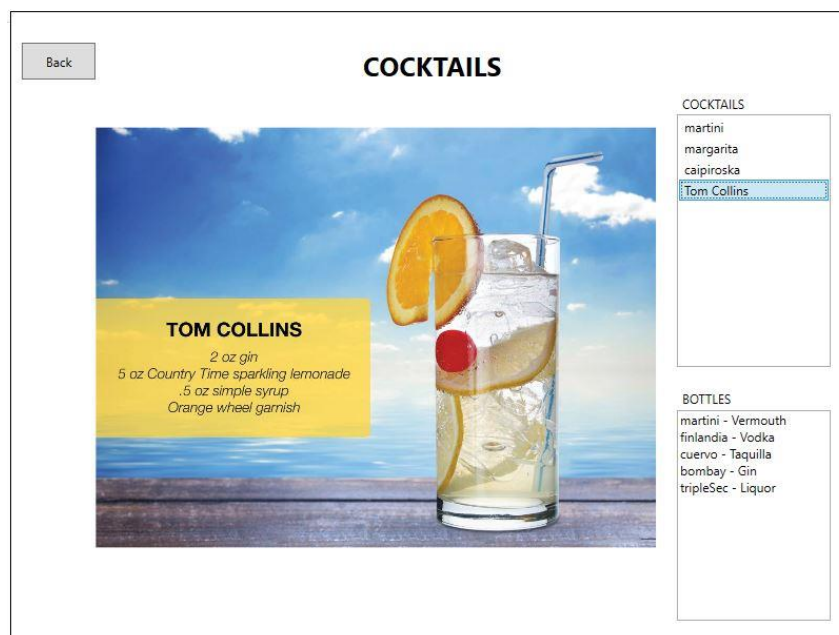 Back
COCKTAILS
TOM COLLINS
2 oz gin
5 oz Country Time sparkling lemonade
.5 oz simple syrup
Orange wheel garnish
COCKTAILS
martini
margarita
caipiroska
Tom Collins
BOTTLES
martini - Vermouth
finlandia - Vodka
cuervo - Taquilla
bombay - Gin
tripleSec - Liquor